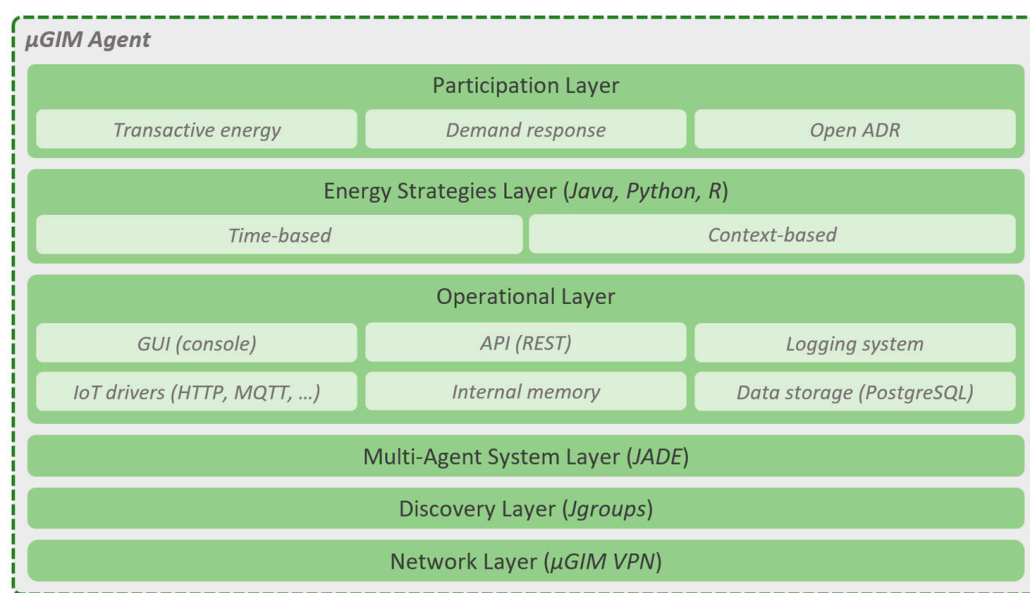 µGIM Agent
Participation Layer
Transactive energy
Demand response
Open ADR
Energy Strategies Layer (Java, Python, R)
Time-based
Context-based
Operational Layer
GUI (console)
API (REST)
Logging system
IoT drivers (HTTP, MQTT, ...)
Internal memory
Data storage (PostgreSQL)
Multi-Agent System Layer (JADE)
Discovery Layer (Jgroups)
Network Layer (µGIM VPN)